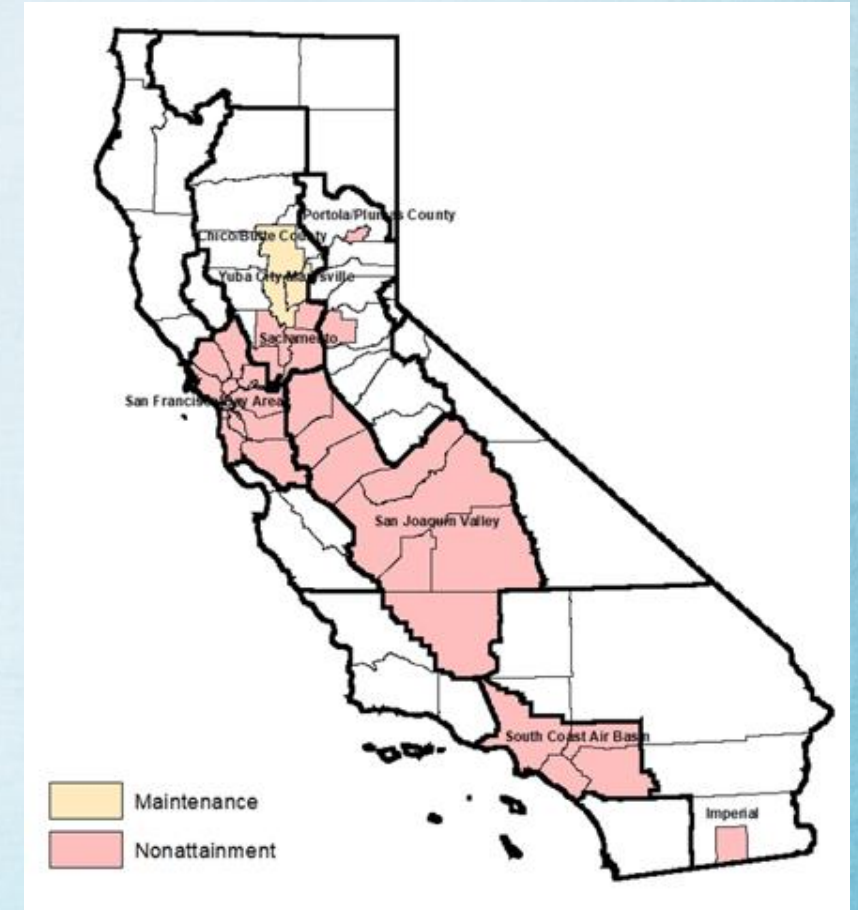 Portola/Plumas County
Chico/Butte County
Yuba City Marysville
Sacramento
San Francisco Bay Area
San Joaquin Valley
South Coast Air Basin
Imperial
Maintenance
Nonattainment